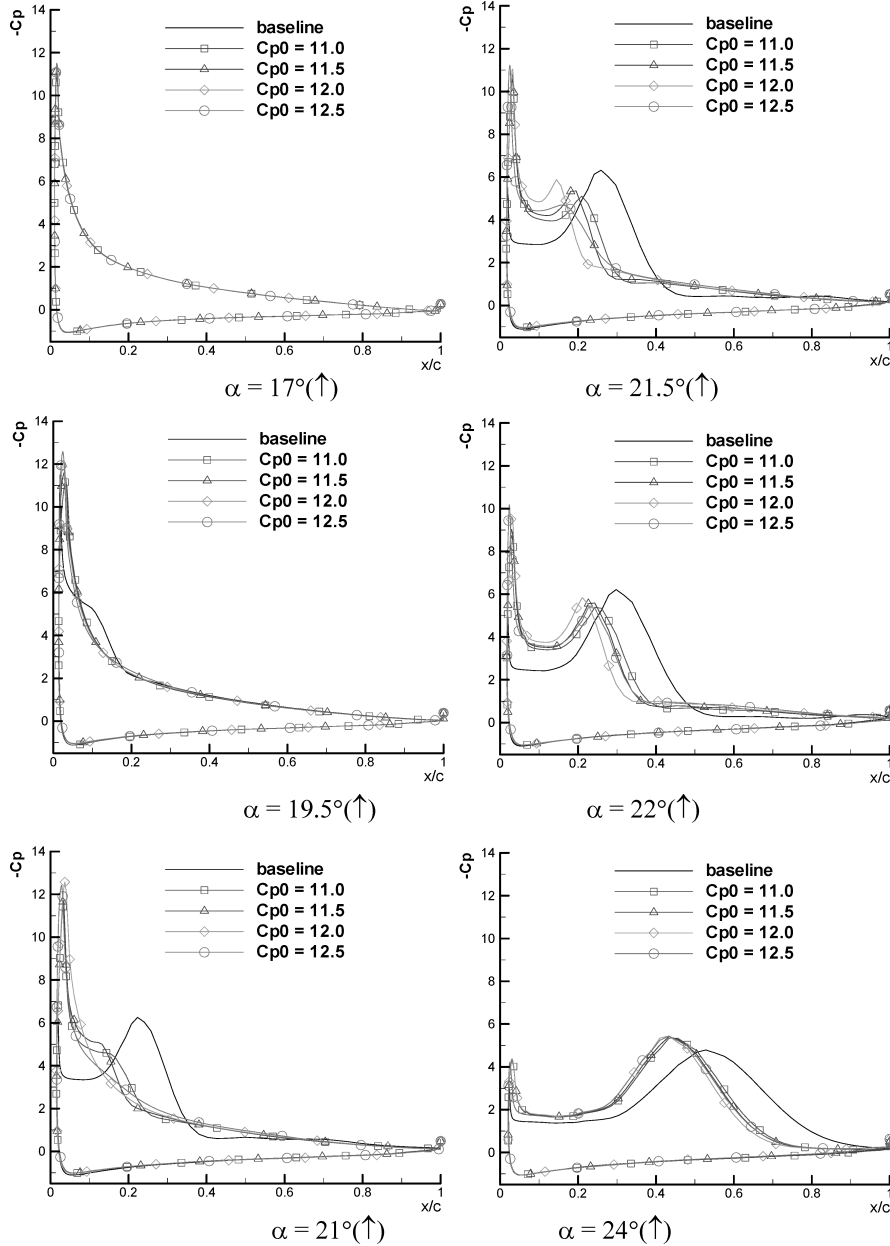 -Cp
14
12
10
8
6
4
2
0
baseline
Cp0 = 11.0
Cp0 = 11.5
Cp0 = 12.0
Cp0 = 12.5
0 0.2 0.4 0.6 0.8 1
x/c
α = 17°(↑)
-Cp
14
12
10
8
6
4
2
0
baseline
Cp0 = 11.0
Cp0 = 11.5
Cp0 = 12.0
Cp0 = 12.5
0 0.2 0.4 0.6 0.8 1
x/c
α = 21.5°(↑)
-Cp
14
12
10
8
6
4
2
0
baseline
Cp0 = 11.0
Cp0 = 11.5
Cp0 = 12.0
Cp0 = 12.5
0 0.2 0.4 0.6 0.8 1
x/c
α = 19.5°(↑)
-Cp
14
12
10
8
6
4
2
0
baseline
Cp0 = 11.0
Cp0 = 11.5
Cp0 = 12.0
Cp0 = 12.5
0 0.2 0.4 0.6 0.8 1
x/c
α = 22°(↑)
-Cp
14
12
10
8
6
4
2
0
baseline
Cp0 = 11.0
Cp0 = 11.5
Cp0 = 12.0
Cp0 = 12.5
0 0.2 0.4 0.6 0.8 1
x/c
α = 21°(↑)
-Cp
14
12
10
8
6
4
2
0
baseline
Cp0 = 11.0
Cp0 = 11.5
Cp0 = 12.0
Cp0 = 12.5
0 0.2 0.4 0.6 0.8 1
x/c
α = 24°(↑)